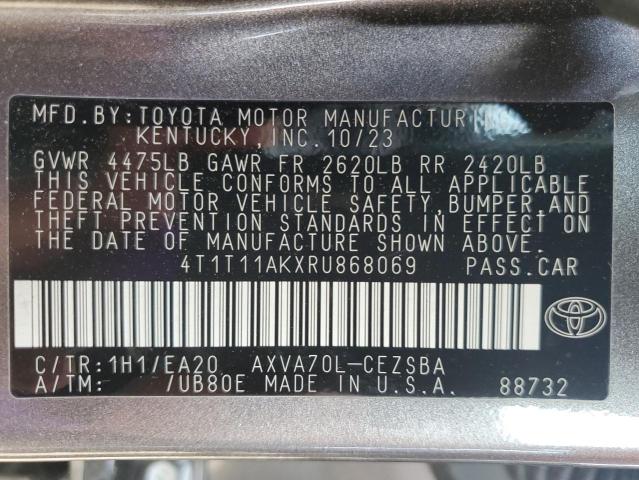 MFD.BY:TOYOTA MOTOR MANUFACTURING
KENTUCKY,INC.10/23
GVWR 4475LB GAWR FR 2620LB RR 2420LB
THIS VEHICLE CONFORMS TO ALL APPLICABLE
FEDERAL MOTOR VEHICLE SAFETY,BUMPER,AND
THEFT PREVENTION STANDARDS IN EFFECT ON
THE DATE OF MANUFACTURE SHOWN ABOVE.
4T1T11AKXRU868069 PASS.CAR
C/TR:1H1/EA20 AXVA70L-CEZSBA
A/TM: /UB80E MADE IN U.S.A. 88732